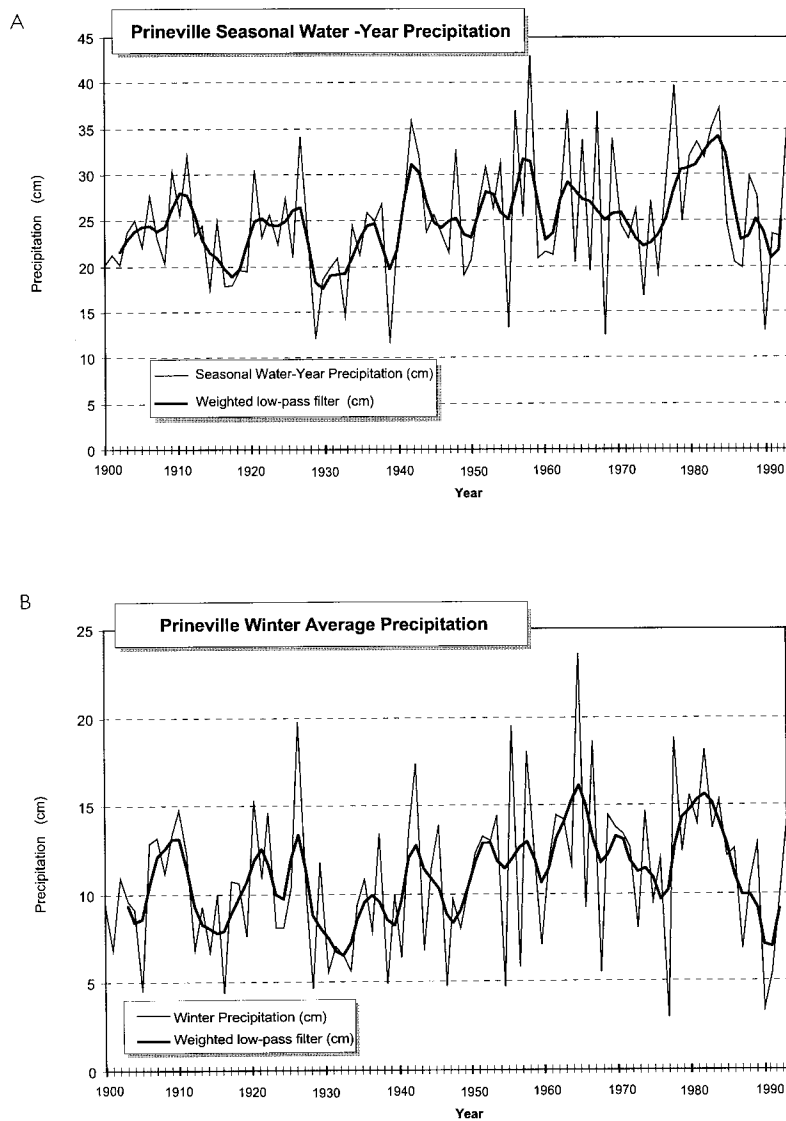 A
Prineville Seasonal Water -Year Precipitation
45
40
35
30
25
20
15
10
5
0
Precipitation (cm)
Seasonal Water-Year Precipitation (cm)
Weighted low-pass filter (cm)
1900 1910 1920 1930 1940 1950 1960 1970 1980 1990
Year
B
Prineville Winter Average Precipitation
25
20
15
10
5
0
Precipitation (cm)
Winter Precipitation (cm)
Weighted low-pass filter (cm)
1900 1910 1920 1930 1940 1950 1960 1970 1980 1990
Year